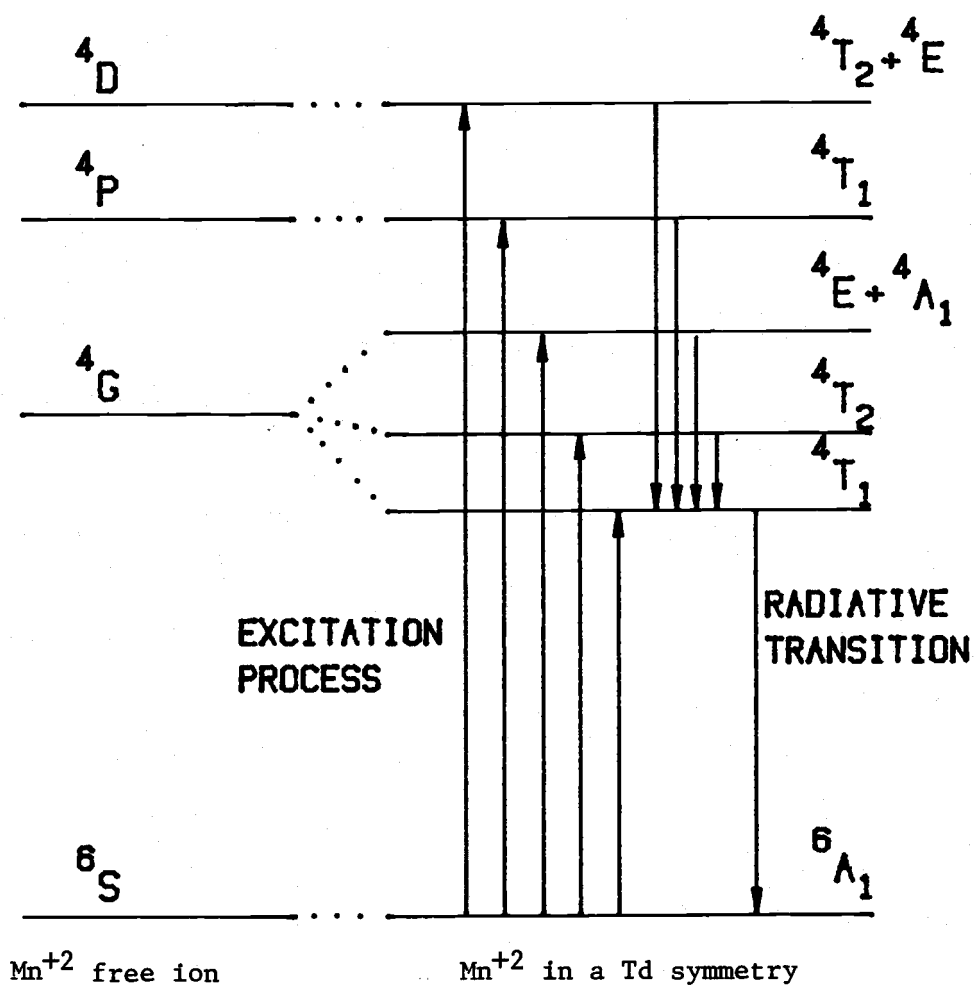 ⁴D
⁴T₂ + ⁴E
⁴P
⁴T₁
⁴E + ⁴A₁
⁴G
⁴T₂
⁴T₁
EXCITATION
PROCESS
RADIATIVE
TRANSITION
⁶S
⁶A₁
Mn⁺² free ion
Mn⁺² in a Td symmetry